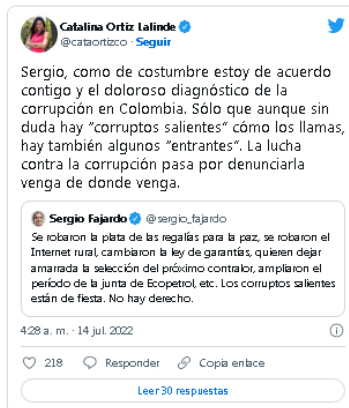 Catalina Ortiz Lalinde
@cataortizco · Seguir
Sergio, como de costumbre estoy de acuerdo
contigo y el doloroso diagnóstico de la
corrupción en Colombia. Sólo que aunque sin
duda hay “corruptos salientes” cómo los llamas,
hay también algunos “entrantes”. La lucha
contra la corrupción pasa por denunciarla
venga de donde venga.
Sergio Fajardo @sergio_fajardo
Se robaron la plata de las regalías para la paz, se robaron el
Internet rural, cambiaron la ley de garantías, quieren dejar
amarrada la selección del próximo contralor, ampliaron el
período de la junta de Ecopetrol, etc. Los corruptos salientes
están de fiesta. No hay derecho.
4:28 a. m. · 14 jul. 2022
218 Responder Copia enlace
Leer 30 respuestas